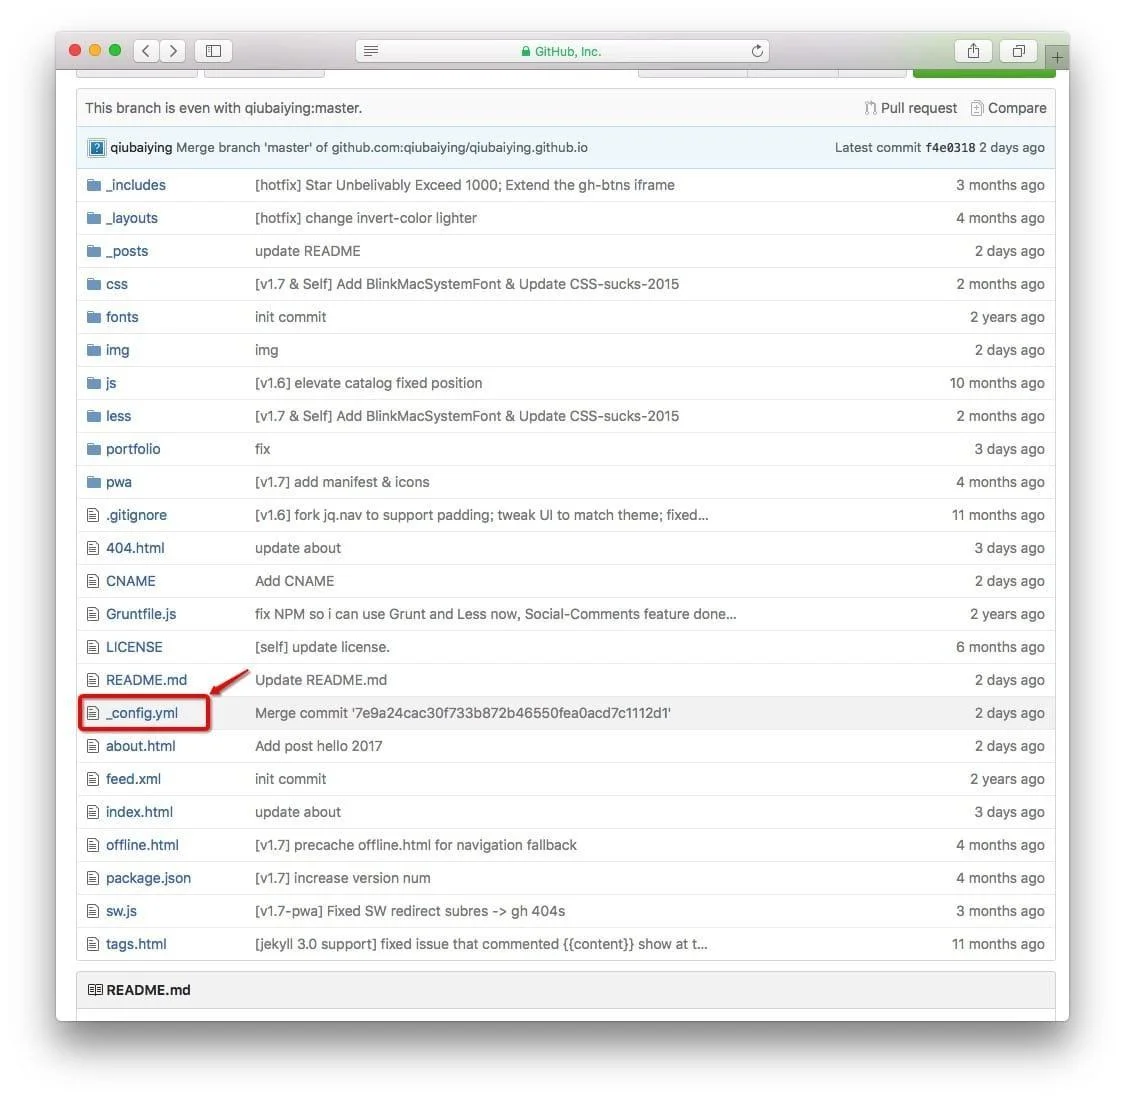 GitHub, Inc.
This branch is even with qiubaiying:master. Pull request Compare
qiubaiying Merge branch 'master' of github.com:qiubaiying/qiubaiying.github.io Latest commit f4e0318 2 days ago
_includes [hotfix] Star Unbelivably Exceed 1000; Extend the gh-btns iframe 3 months ago
_layouts [hotfix] change invert-color lighter 4 months ago
_posts update README 2 days ago
css [v1.7 & Self] Add BlinkMacSystemFont & Update CSS-sucks-2015 2 months ago
fonts init commit 2 years ago
img img 2 days ago
js [v1.6] elevate catalog fixed position 10 months ago
less [v1.7 & Self] Add BlinkMacSystemFont & Update CSS-sucks-2015 2 months ago
portfolio fix 3 days ago
pwa [v1.7] add manifest & icons 4 months ago
.gitignore [v1.6] fork jq.nav to support padding; tweak UI to match theme; fixed... 11 months ago
404.html update about 3 days ago
CNAME Add CNAME 2 days ago
Gruntfile.js fix NPM so i can use Grunt and Less now, Social-Comments feature done... 2 years ago
LICENSE [self] update license. 6 months ago
README.md Update README.md 2 days ago
_config.yml Merge commit '7e9a24cac30f733b872b46550fea0acd7c1112d1' 2 days ago
about.html Add post hello 2017 2 days ago
feed.xml init commit 2 years ago
index.html update about 3 days ago
offline.html [v1.7] precache offline.html for navigation fallback 4 months ago
package.json [v1.7] increase version num 4 months ago
sw.js [v1.7-pwa] Fixed SW redirect subres -> gh 404s 3 months ago
tags.html [jekyll 3.0 support] fixed issue that commented {{content}} show at t... 11 months ago
README.md